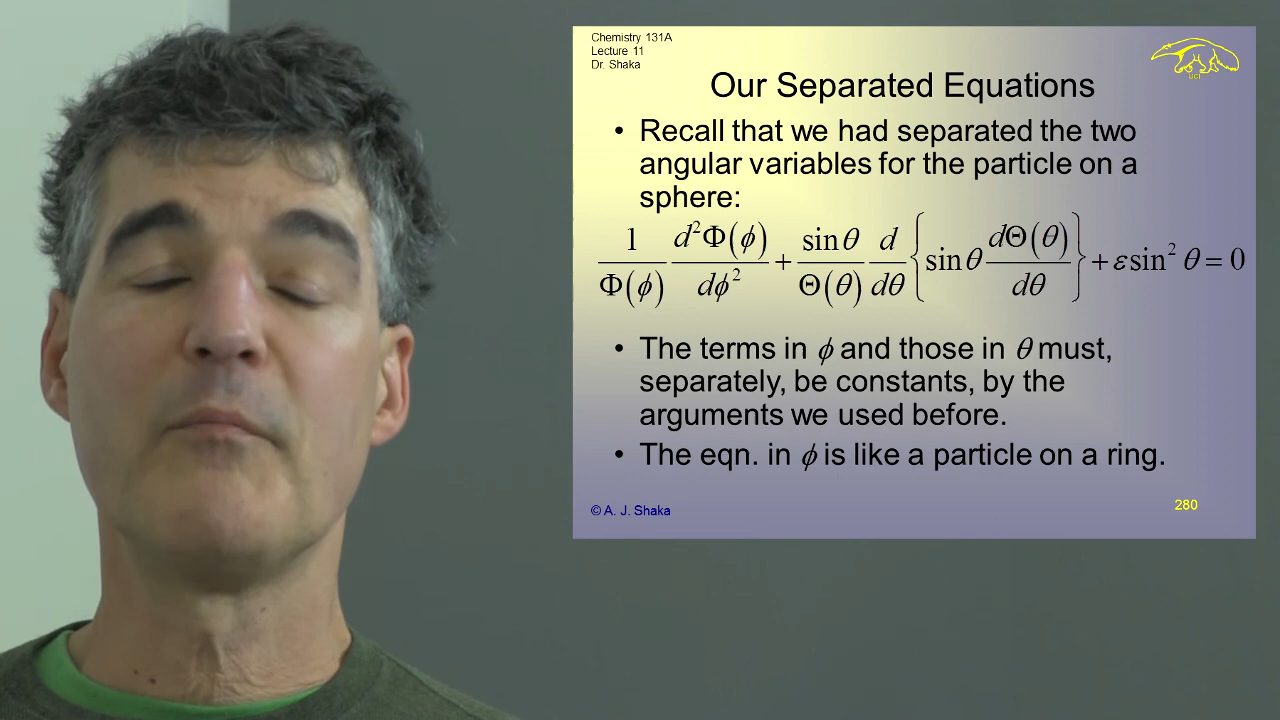 Chemistry 131A
Lecture 11
Dr. Shaka
UCI
Our Separated Equations
• Recall that we had separated the two
angular variables for the particle on a
sphere:
1/Φ(ϕ) d²Φ(ϕ)/dϕ² + sinθ/Θ(θ) d/dθ {sinθ dΘ(θ)/dθ} + ε sin² θ = 0
• The terms in ϕ and those in θ must,
separately, be constants, by the
arguments we used before.
• The eqn. in ϕ is like a particle on a ring.
© A. J. Shaka
280